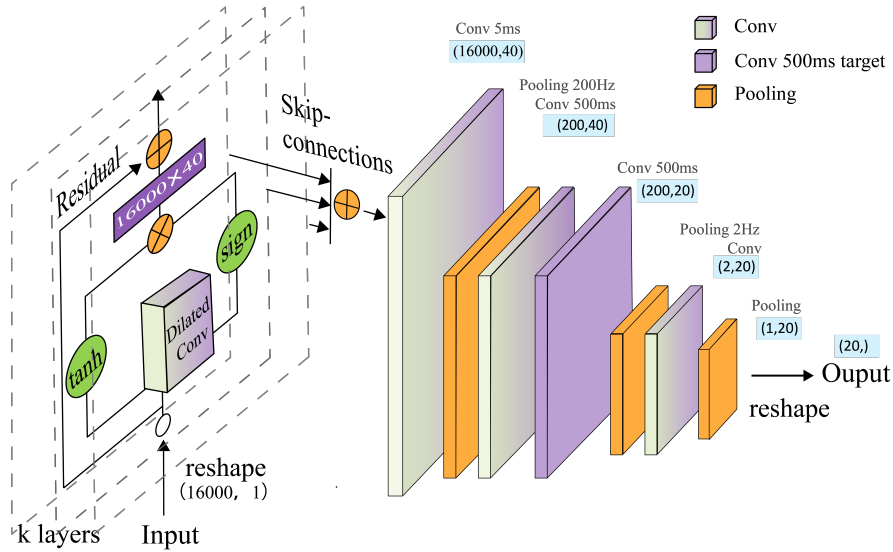 Conv 5ms
(16000,40)
Pooling 200Hz
Conv 500ms
(200,40)
Conv 500ms
(200,20)
Pooling 2Hz
Conv
(2,20)
Pooling
(1,20)
(20,)
Conv
Conv 500ms target
Pooling
Skip-
connections
Residual
16000×40
sign
Dilated
Conv
tanh
reshape
(16000, 1)
k layers
Input
Ouput
reshape